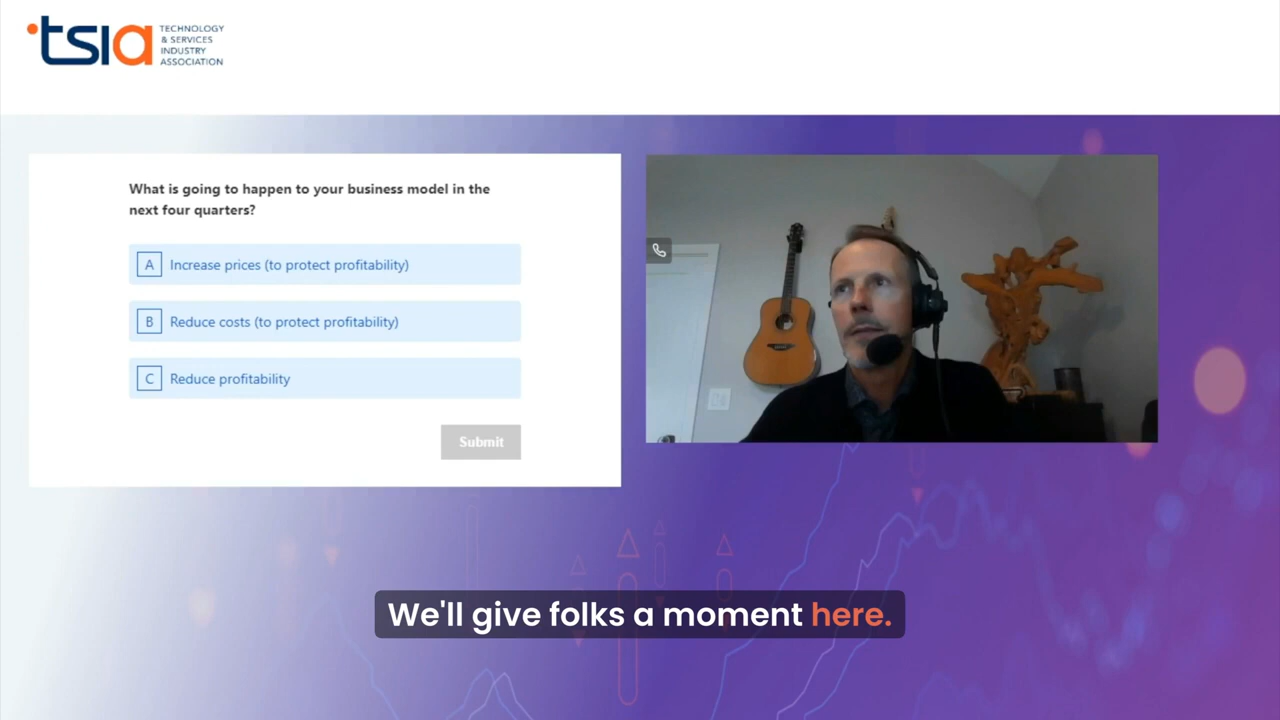 tsia
TECHNOLOGY
& SERVICES
INDUSTRY
ASSOCIATION
What is going to happen to your business model in the
next four quarters?
A Increase prices (to protect profitability)
B Reduce costs (to protect profitability)
C Reduce profitability
Submit
We'll give folks a moment here.